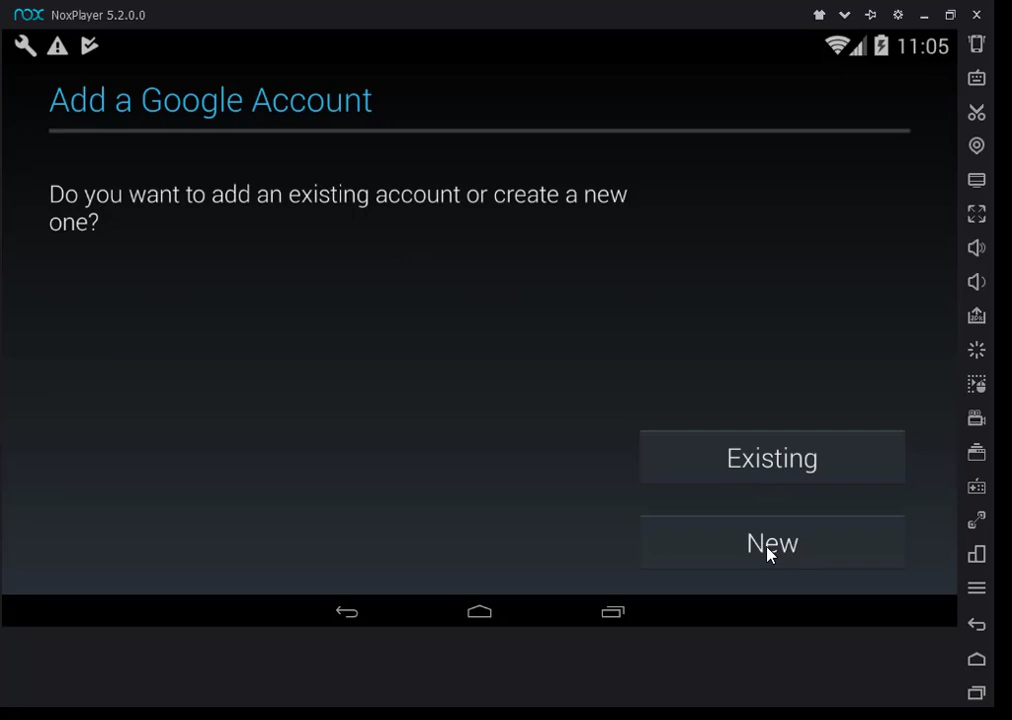 nox NoxPlayer 5.2.0.0
11:05
Add a Google Account
Do you want to add an existing account or create a new
one?
Existing
New